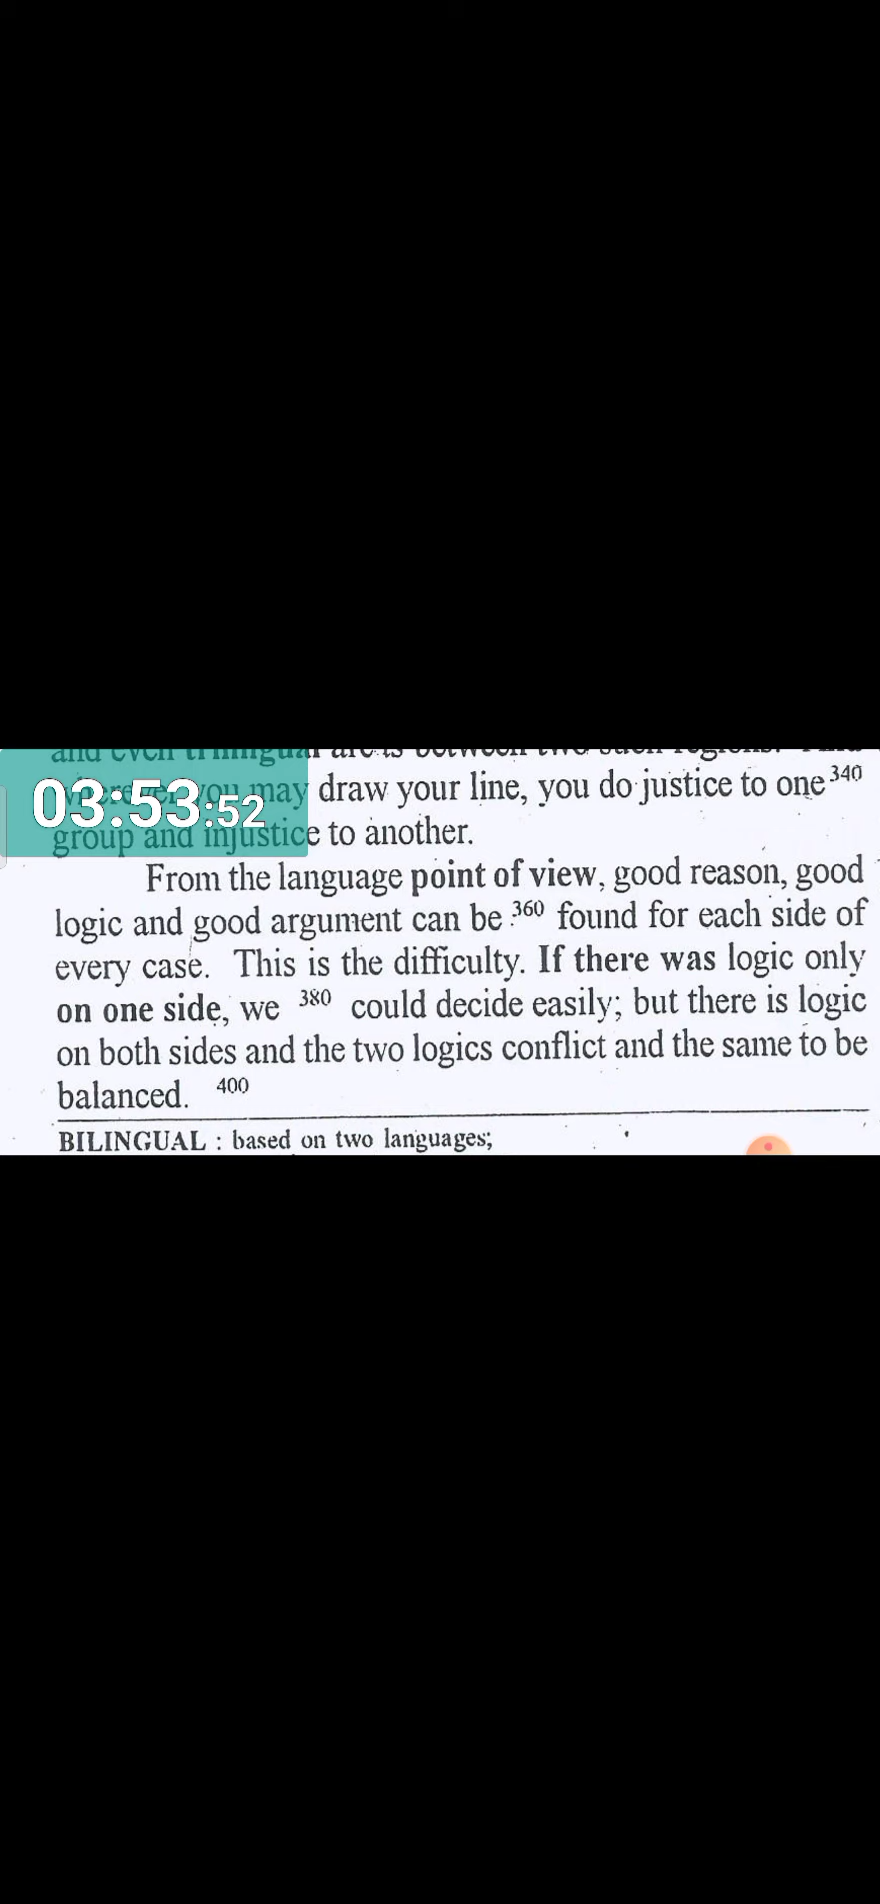 and even trilingual are is between two such regions. And
03:53:52
wherever you may draw your line, you do justice to one 340
group and injustice to another.
From the language point of view, good reason, good
logic and good argument can be 360 found for each side of
every case. This is the difficulty. If there was logic only
on one side, we 380 could decide easily; but there is logic
on both sides and the two logics conflict and the same to be
balanced. 400
BILINGUAL : based on two languages;